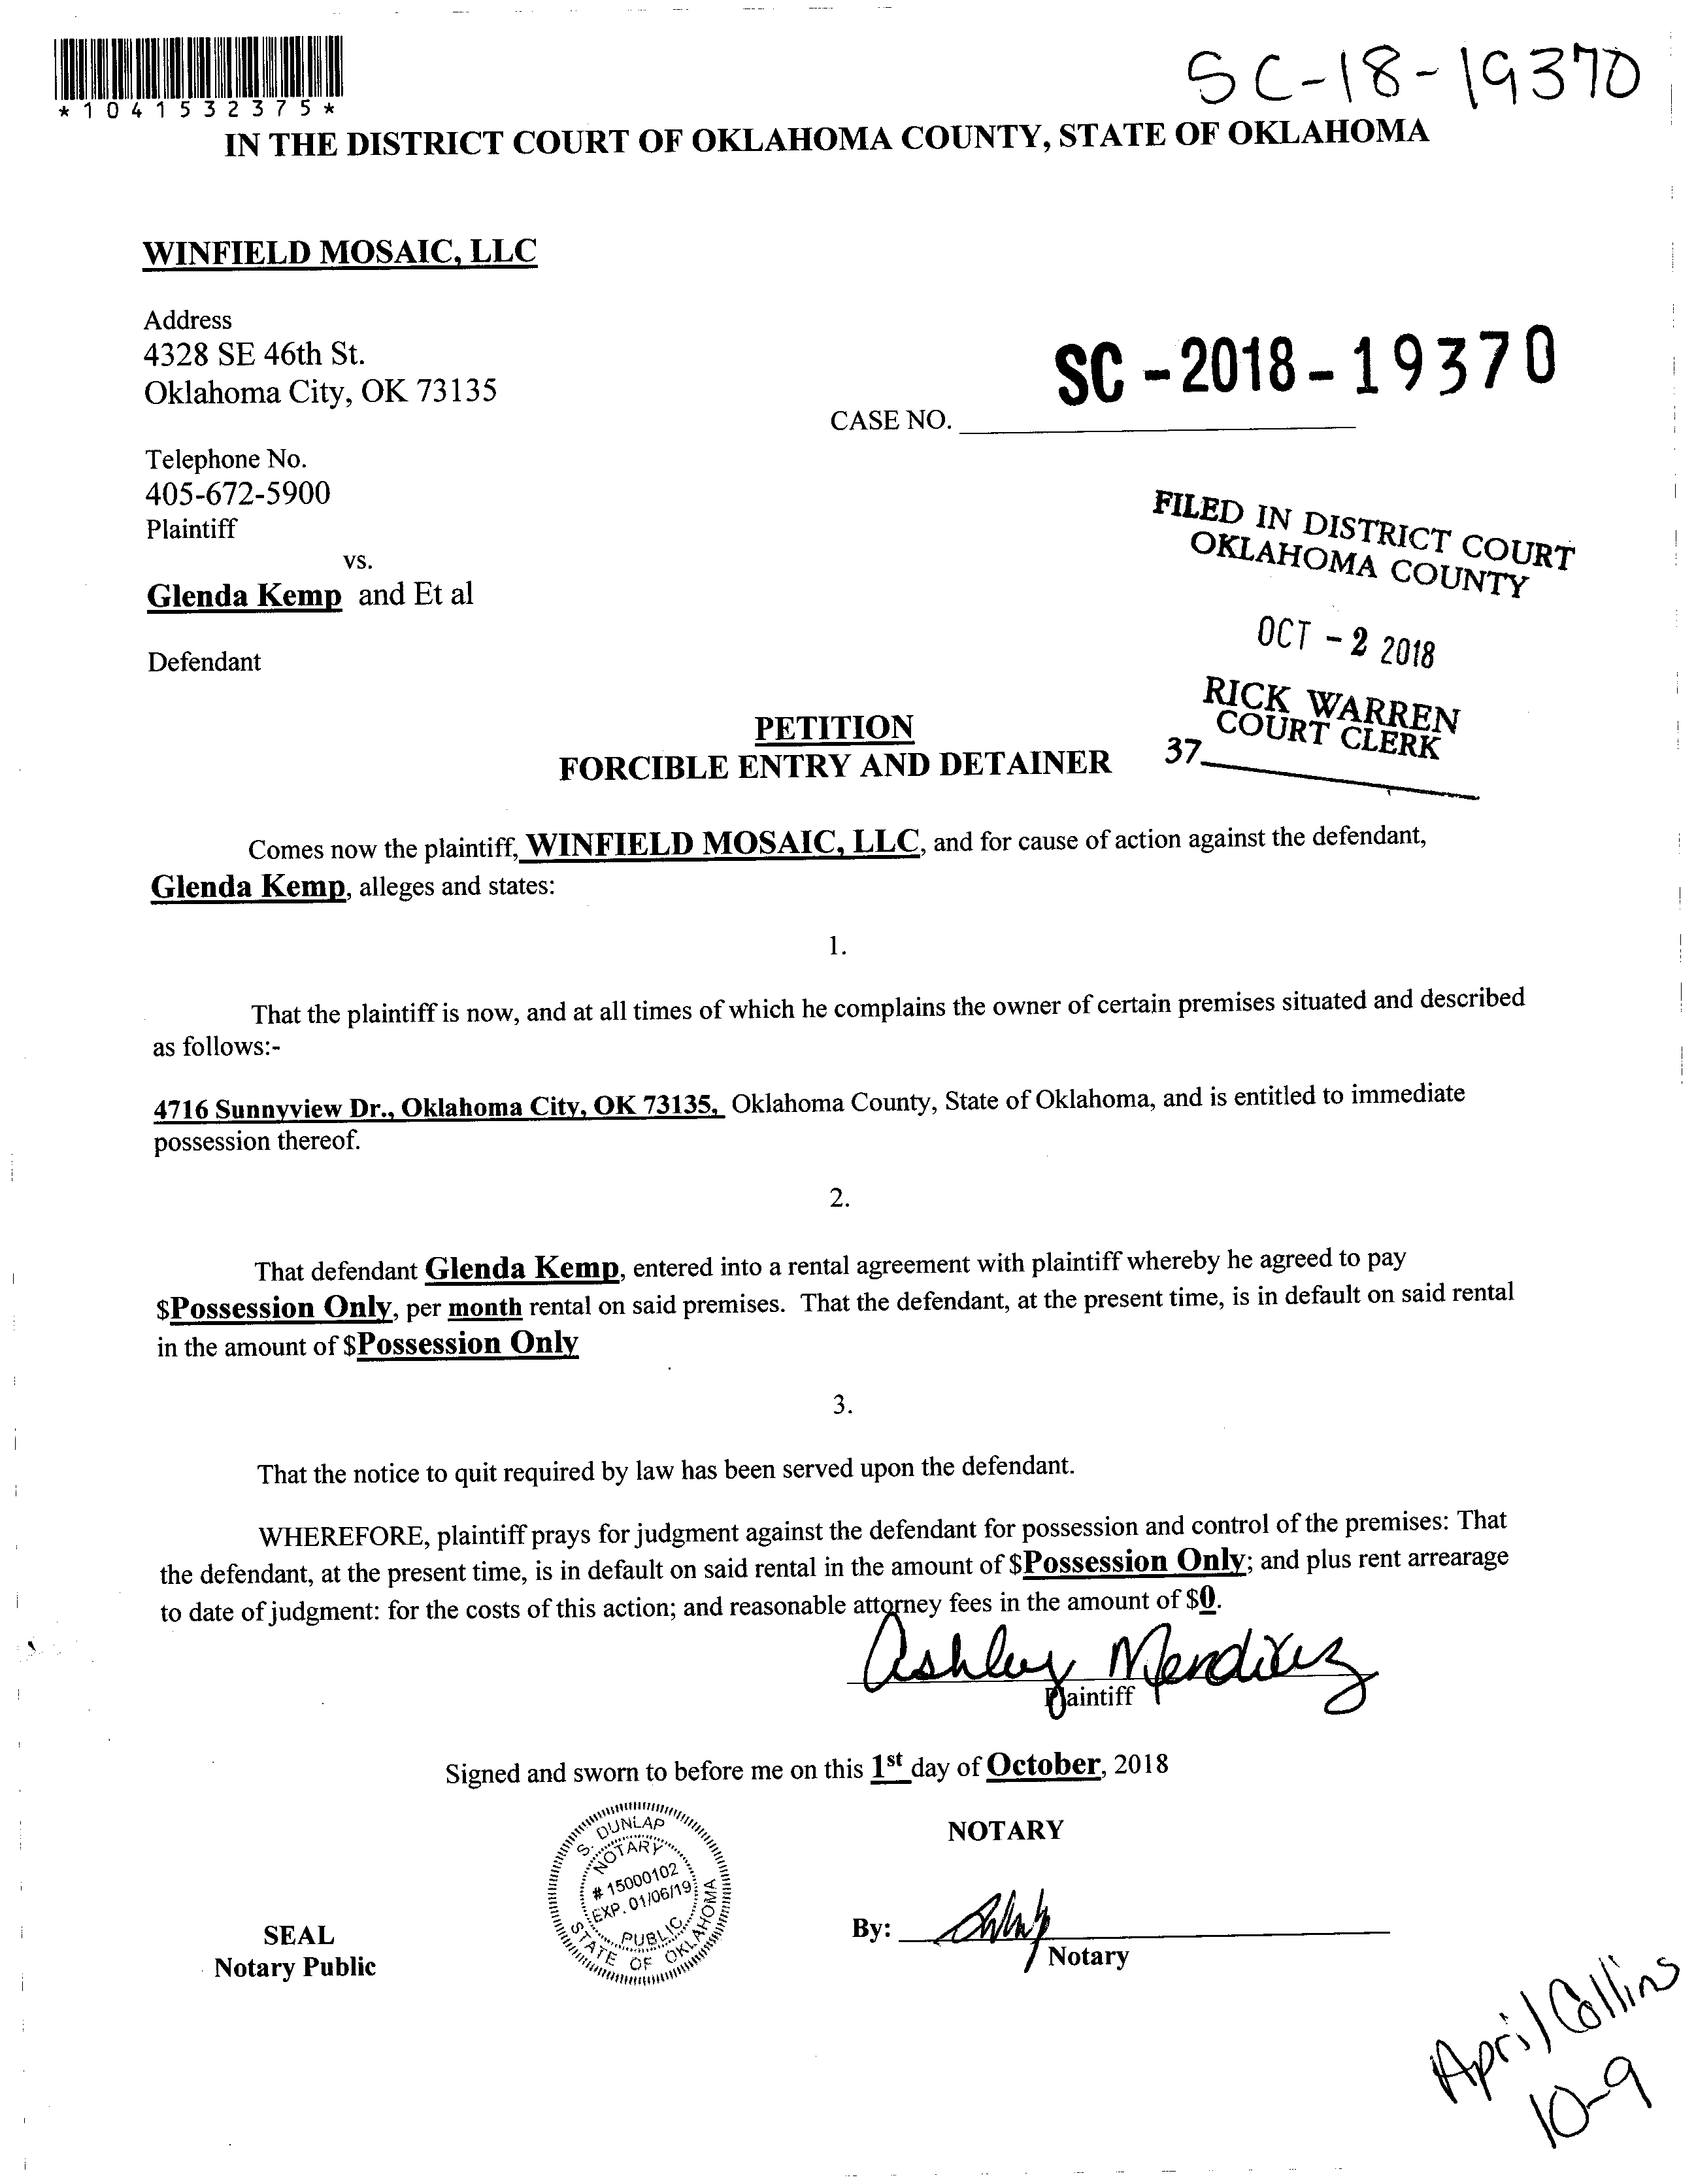 SC-18-19370
*1041532375*
IN THE DISTRICT COURT OF OKLAHOMA COUNTY, STATE OF OKLAHOMA
WINFIELD MOSAIC, LLC
Address
4328 SE 46th St.
Oklahoma City, OK 73135
SC-2018-19370
CASE NO.
Telephone No.
405-672-5900
Plaintiff
vs.
Glenda Kemp and Et al
Defendant
FILED IN DISTRICT COURT
OKLAHOMA COUNTY
OCT - 2 2018
RICK WARREN
COURT CLERK
37
PETITION
FORCIBLE ENTRY AND DETAINER
Comes now the plaintiff, WINFIELD MOSAIC, LLC, and for cause of action against the defendant,
Glenda Kemp, alleges and states:
1.
That the plaintiff is now, and at all times of which he complains the owner of certain premises situated and described
as follows:-
4716 Sunnyview Dr., Oklahoma City, OK 73135, Oklahoma County, State of Oklahoma, and is entitled to immediate
possession thereof.
2.
That defendant Glenda Kemp, entered into a rental agreement with plaintiff whereby he agreed to pay
$Possession Only, per month rental on said premises. That the defendant, at the present time, is in default on said rental
in the amount of $Possession Only
3.
That the notice to quit required by law has been served upon the defendant.
WHEREFORE, plaintiff prays for judgment against the defendant for possession and control of the premises: That
the defendant, at the present time, is in default on said rental in the amount of $Possession Only; and plus rent arrearage
to date of judgment: for the costs of this action; and reasonable attorney fees in the amount of $0.
Ashley
Plaintiff
Signed and sworn to before me on this 1st day of October, 2018
S. DUNLAP
NOTARY
# 15000102
EXP. 01/06/19
PUBLIC
STATE OF OKLAHOMA
NOTARY
SEAL
Notary Public
By:
Notary
April Collins
10-9